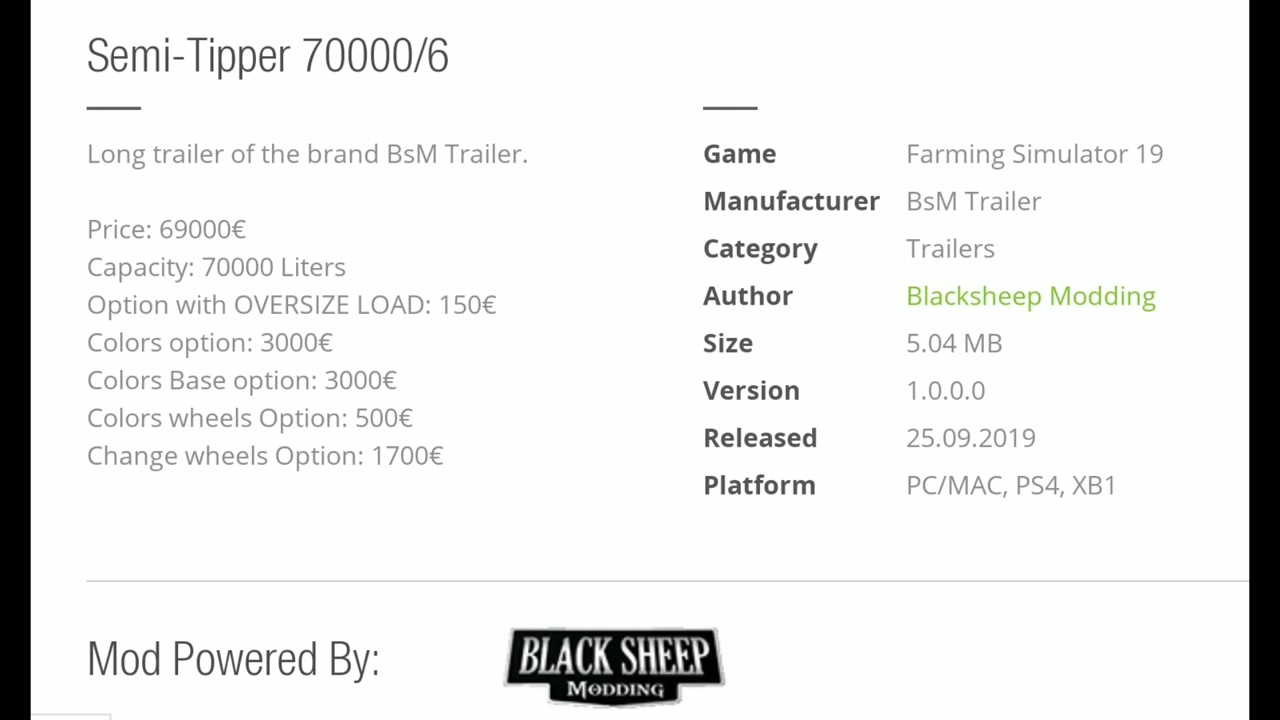 Semi-Tipper 70000/6
Long trailer of the brand BsM Trailer.
Price: 69000€
Capacity: 70000 Liters
Option with OVERSIZE LOAD: 150€
Colors option: 3000€
Colors Base option: 3000€
Colors wheels Option: 500€
Change wheels Option: 1700€
Game Farming Simulator 19
Manufacturer BsM Trailer
Category Trailers
Author Blacksheep Modding
Size 5.04 MB
Version 1.0.0.0
Released 25.09.2019
Platform PC/MAC, PS4, XB1
Mod Powered By:
BLACK SHEEP
MODDING